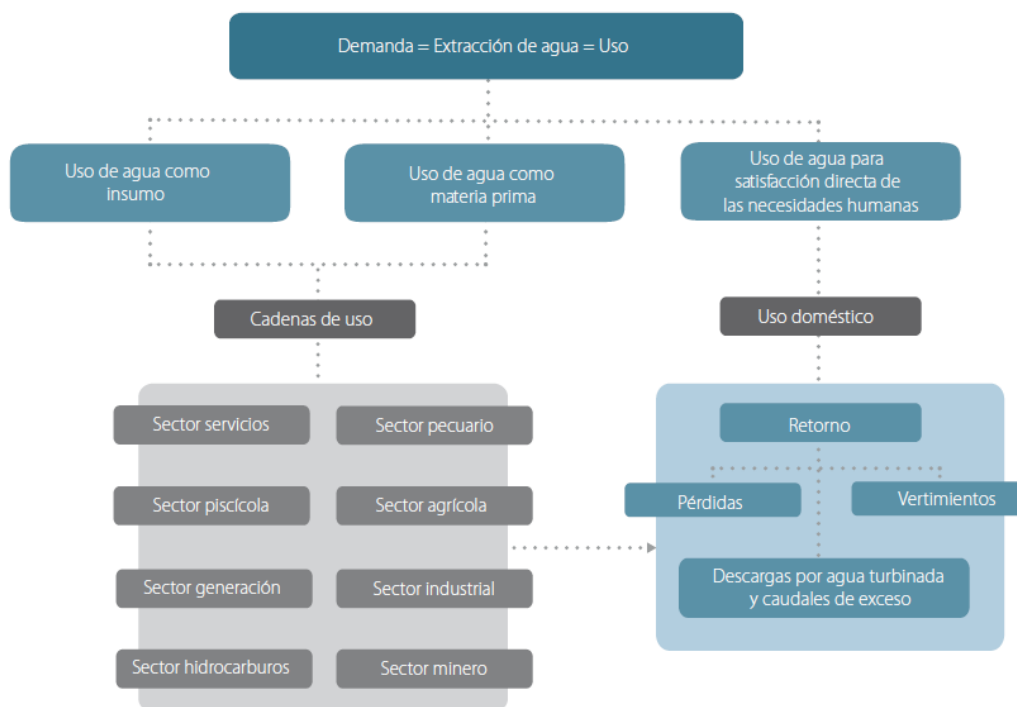 Demanda = Extracción de agua = Uso
Uso de agua como
insumo
Uso de agua como
materia prima
Uso de agua para
satisfacción directa de
las necesidades humanas
Cadenas de uso
Uso doméstico
Sector servicios
Sector pecuario
Sector piscícola
Sector agrícola
Sector generación
Sector industrial
Sector hidrocarburos
Sector minero
Retorno
Pérdidas
Vertimientos
Descargas por agua turbinada
y caudales de exceso